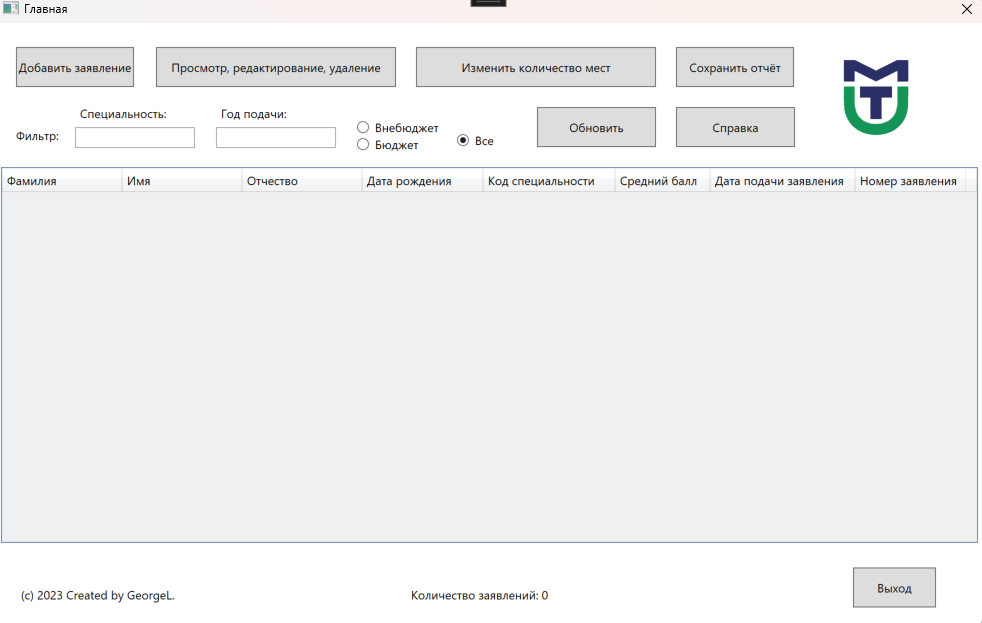 Главная
Добавить заявление
Просмотр, редактирование, удаление
Изменить количество мест
Сохранить отчёт
Фильтр:
Специальность:
Год подачи:
Внебюджет
Бюджет
Все
Обновить
Справка
Фамилия Имя Отчество Дата рождения Код специальности Средний балл Дата подачи заявления Номер заявления
(c) 2023 Created by GeorgeL.
Количество заявлений: 0
Выход